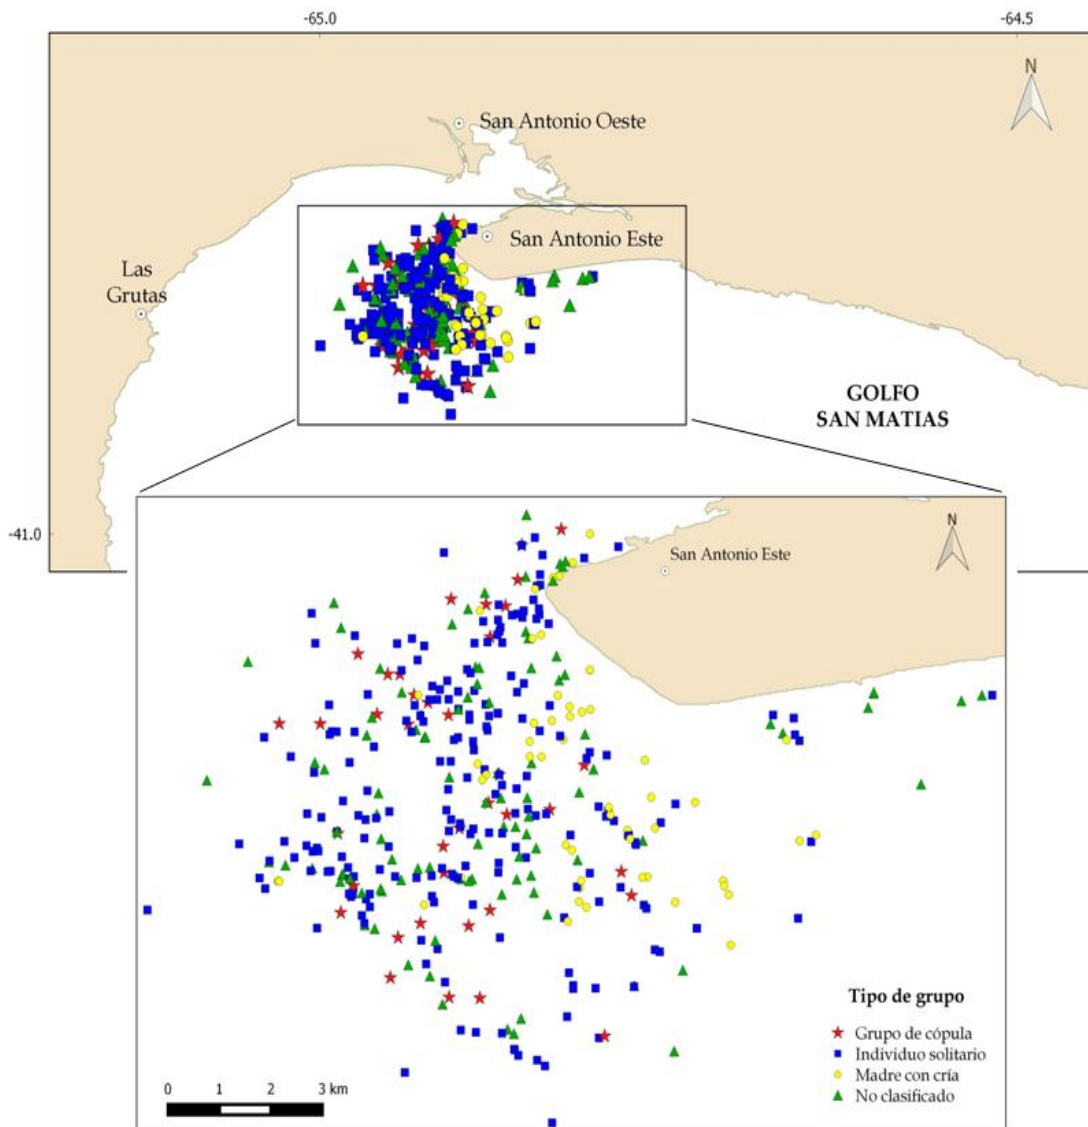 -65.0
-64.5
N
San Antonio Oeste
San Antonio Este
Las
Grutas
GOLFO
SAN MATIAS
-41.0
N
San Antonio Este
Tipo de grupo
Grupo de cópula
Individuo solitario
Madre con cría
No clasificado
0 1 2 3 km